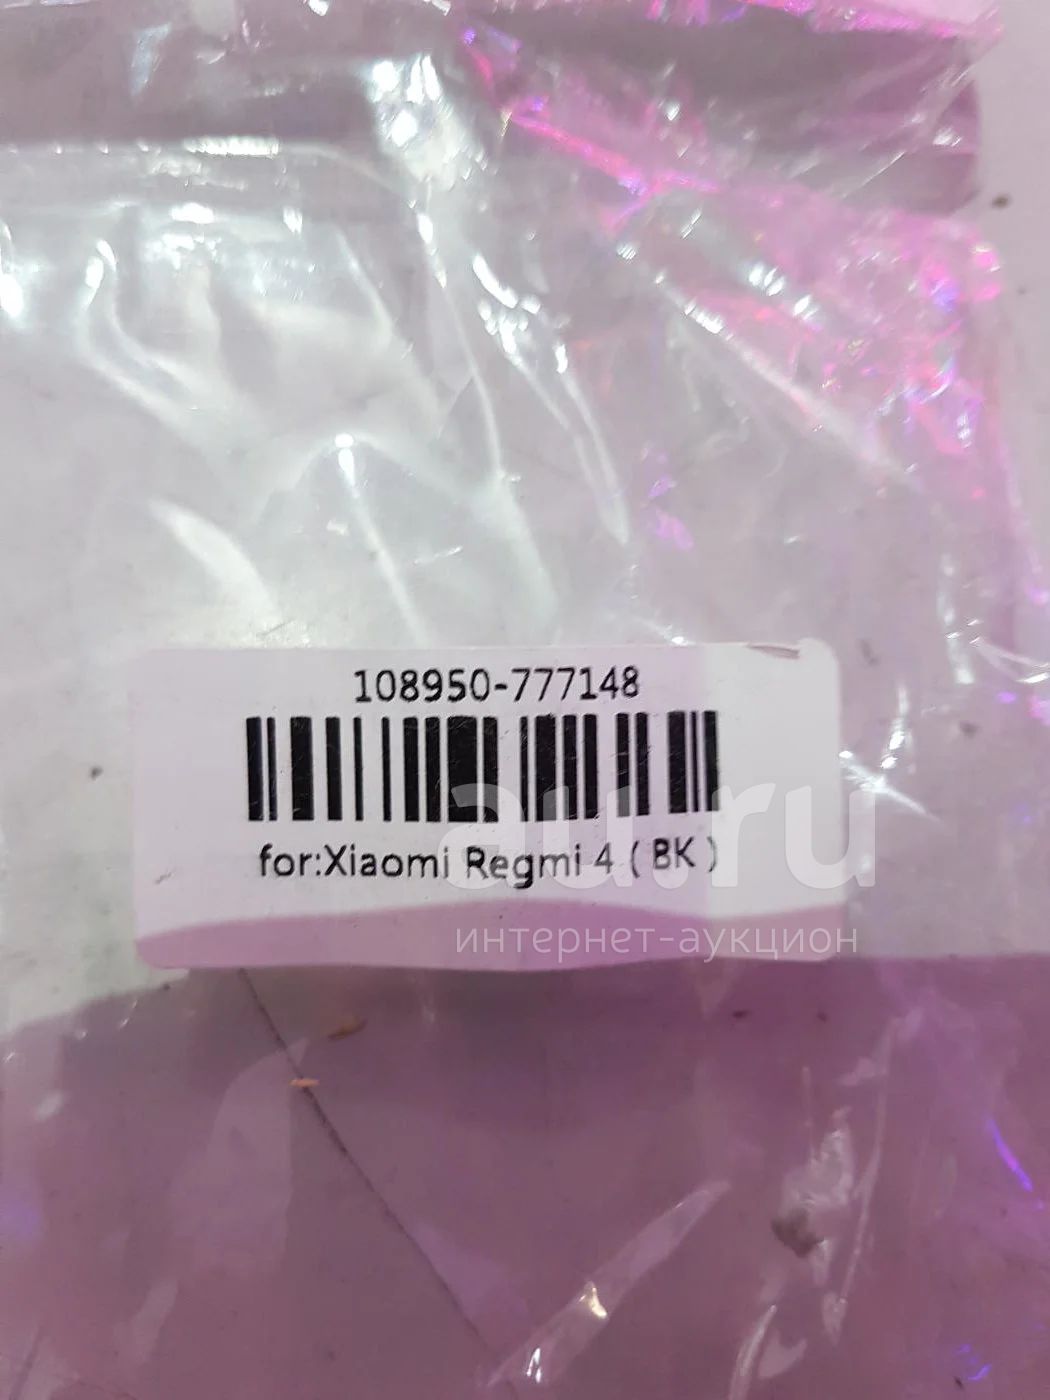 108950-777148
for:Xiaomi Regmi 4 ( BK )
au.ru
интернет-аукцион